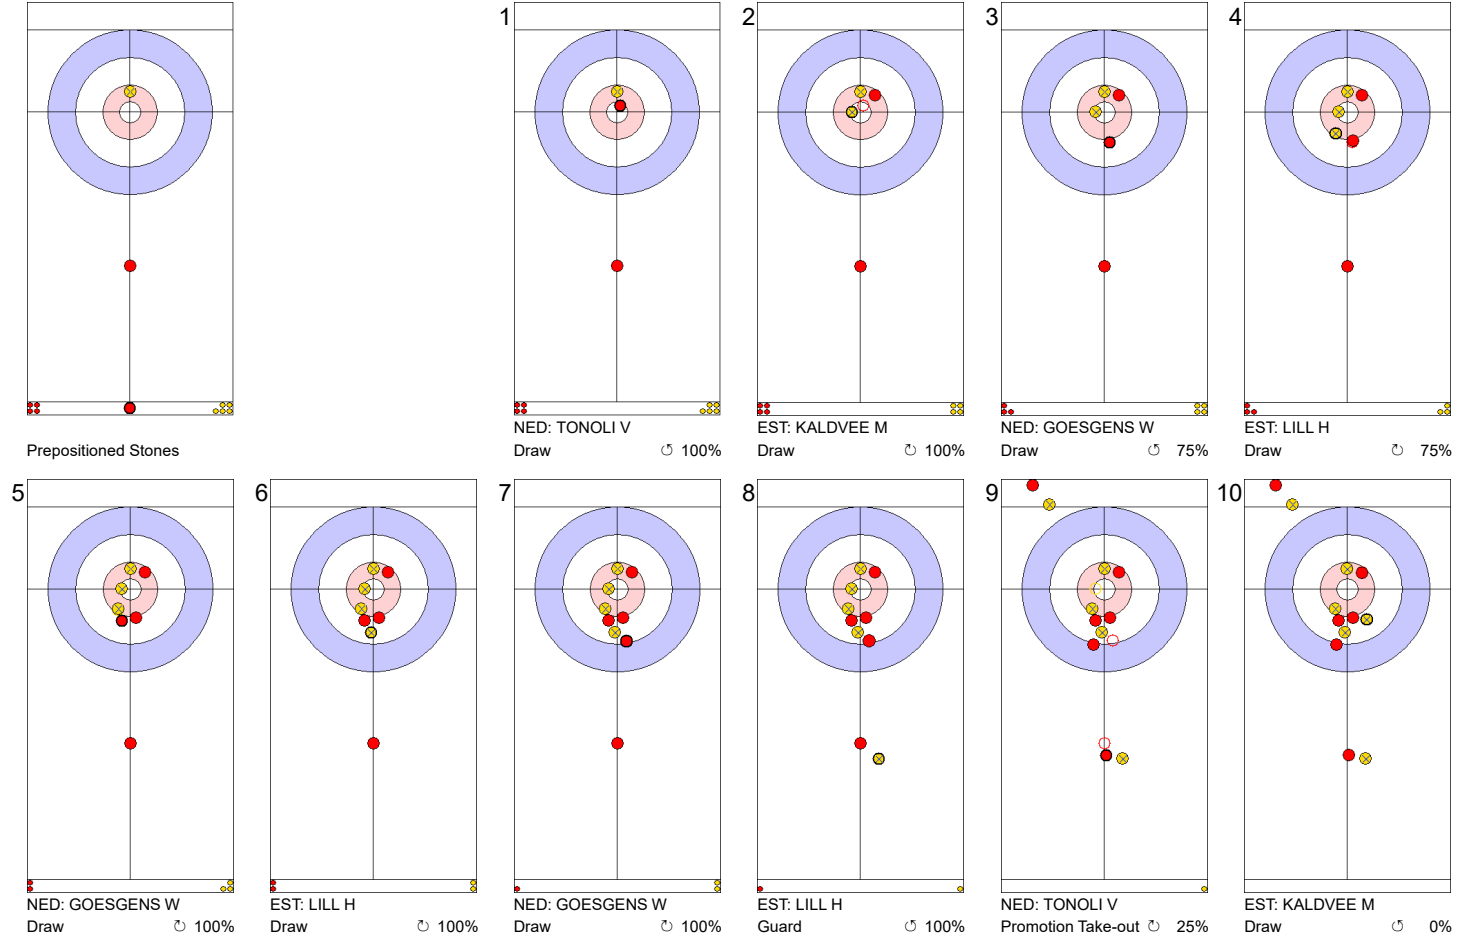 1
2
3
4
NED: TONOLI V
EST: KALDVEE M
NED: GOESGENS W
EST: LILL H
Prepositioned Stones
Draw ↺ 100%
Draw ↻ 100%
Draw ↺ 75%
Draw ↺ 75%
5
6
7
8
9
10
NED: GOESGENS W
EST: LILL H
NED: GOESGENS W
EST: LILL H
NED: TONOLI V
EST: KALDVEE M
Draw ↻ 100%
Draw ↻ 100%
Draw ↻ 100%
Guard ↻ 100%
Promotion Take-out ↻ 25%
Draw ↺ 0%